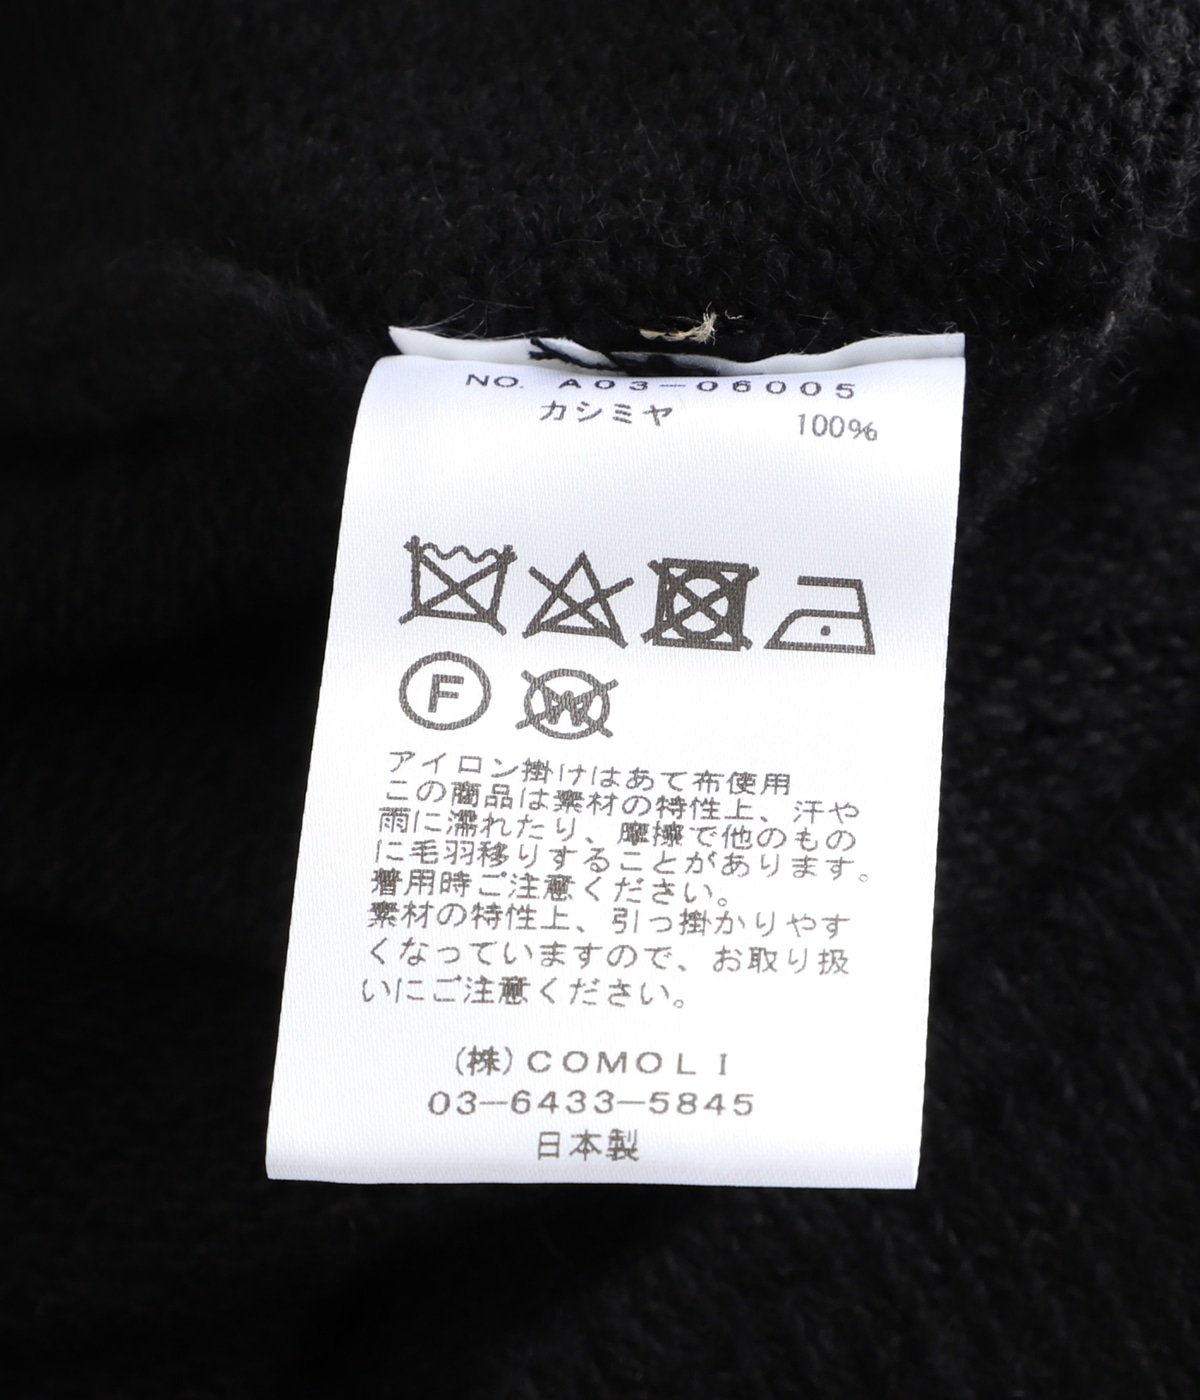 NO. A03-06005
カシミヤ 100%
F
W
アイロン掛けはあて布使用
この商品は素材の特性上、汗や
雨に濡れたり、摩擦で他のもの
に毛羽移りすることがあります。
着用時ご注意ください。
素材の特性上、引っ掛かりやす
くなっていますので、お取り扱
いにご注意ください。
(株)COMOLI
03-6433-5845
日本製